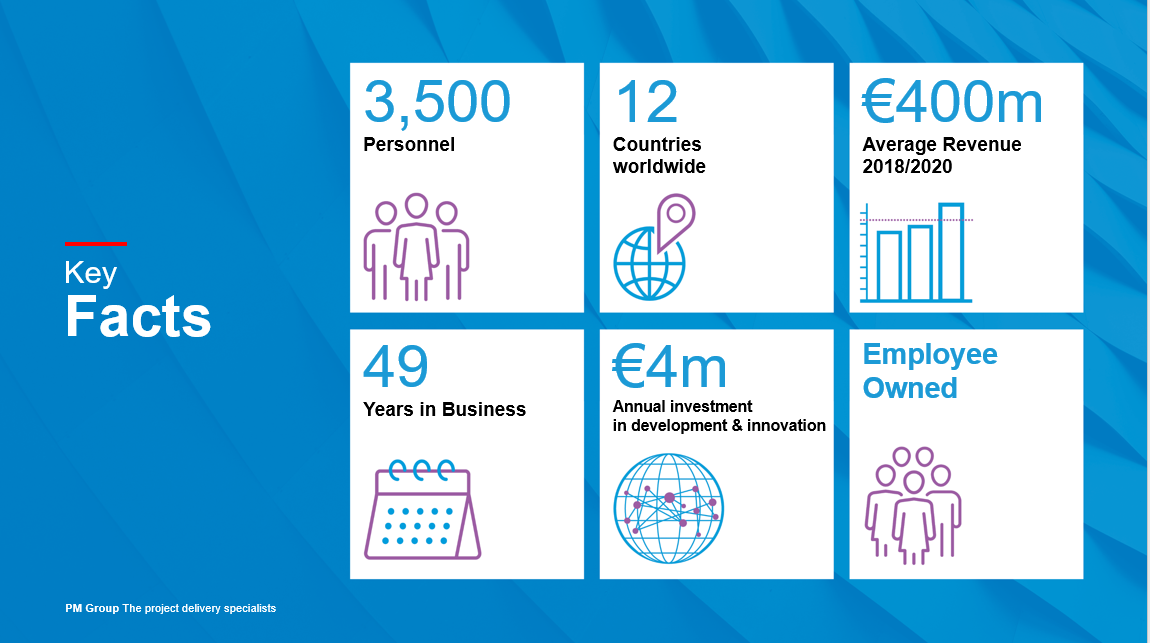 Key
Facts
3,500
Personnel
12
Countries
worldwide
€400m
Average Revenue
2018/2020
49
Years in Business
€4m
Annual investment
in development & innovation
Employee
Owned
PM Group The project delivery specialists